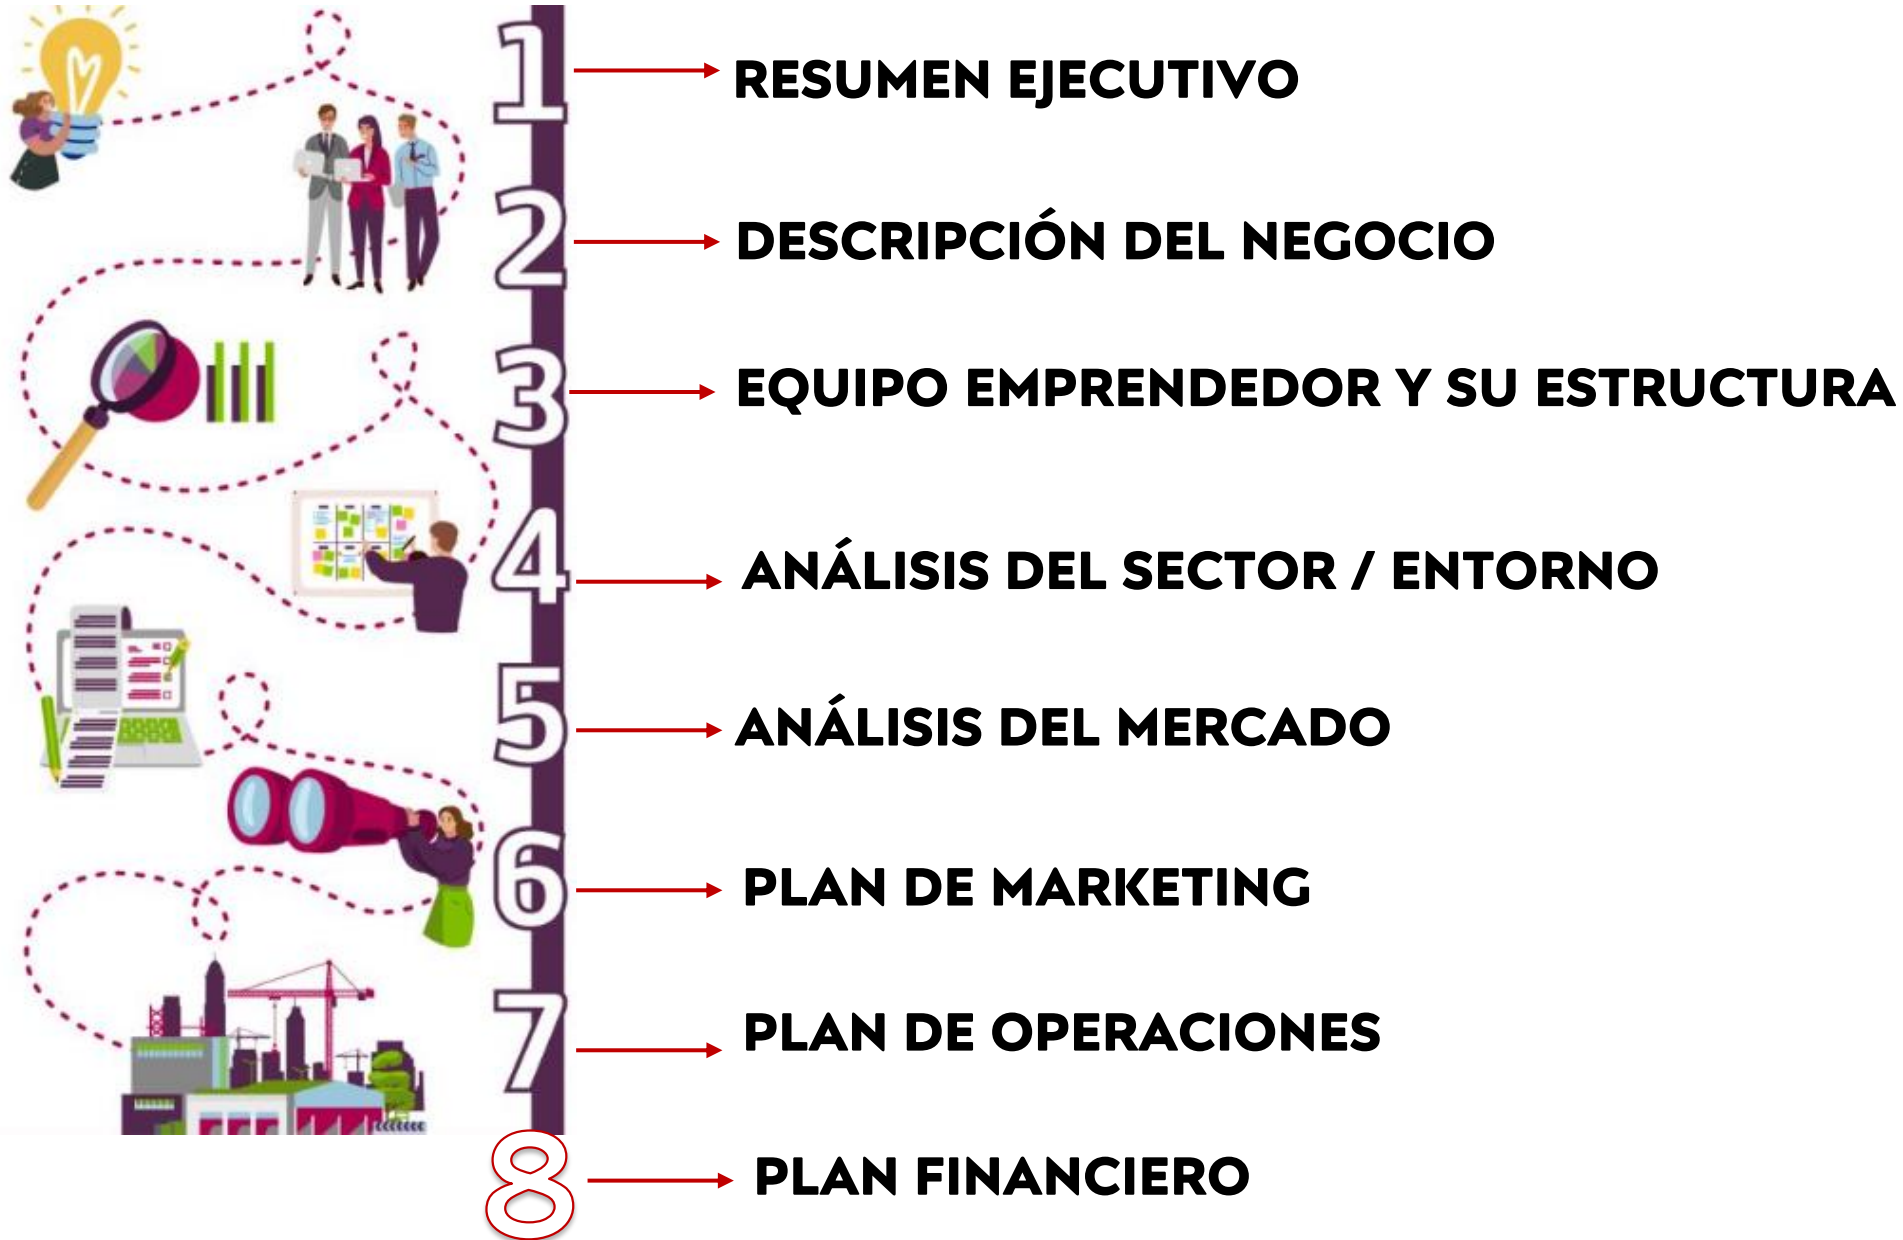 1 RESUMEN EJECUTIVO
2 DESCRIPCIÓN DEL NEGOCIO
3 EQUIPO EMPRENDEDOR Y SU ESTRUCTURA
4 ANÁLISIS DEL SECTOR / ENTORNO
5 ANÁLISIS DEL MERCADO
6 PLAN DE MARKETING
7 PLAN DE OPERACIONES
8 PLAN FINANCIERO